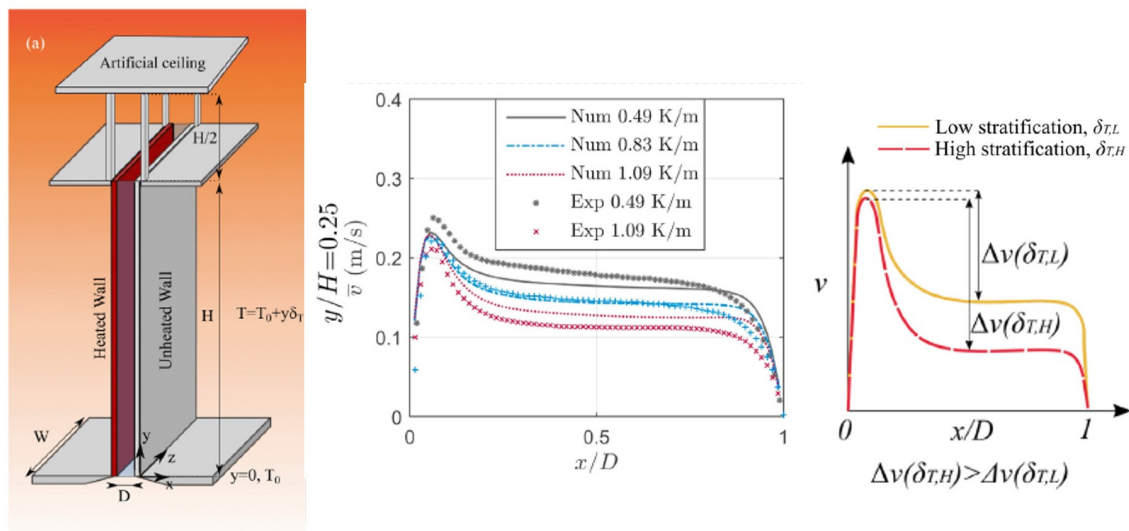 (a)
Artificial ceiling
H/2
Heated Wall
Unheated Wall
H
T=T₀+yδ_T
W
y
z
x
D
y=0, T₀
y/H=0.25
v̅ (m/s)
0.4
0.3
0.2
0.1
0
Num 0.49 K/m
Num 0.83 K/m
Num 1.09 K/m
Exp 0.49 K/m
Exp 1.09 K/m
0
0.5
1
x/D
Low stratification, δ_T,L
High stratification, δ_T,H
v
Δv(δ_T,L)
Δv(δ_T,H)
0
x/D
1
Δv(δ_T,H)>Δv(δ_T,L)